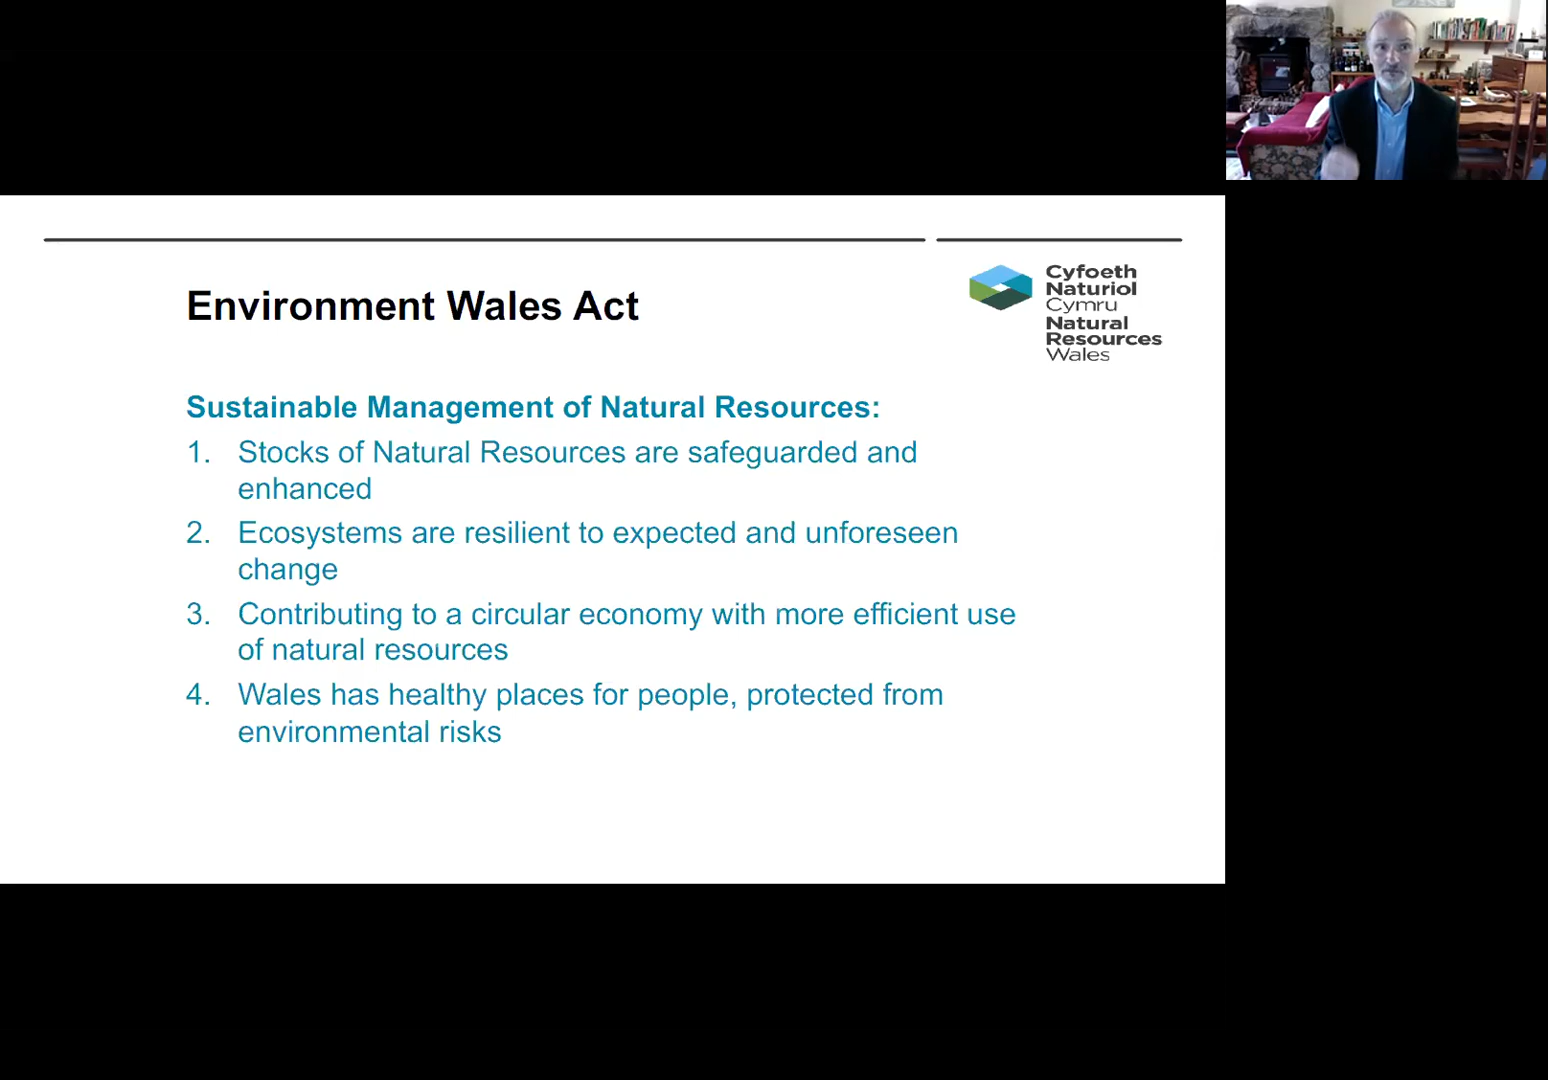 Environment Wales Act
Cyfoeth
Naturiol
Cymru
Natural
Resources
Wales
Sustainable Management of Natural Resources:
1. Stocks of Natural Resources are safeguarded and
enhanced
2. Ecosystems are resilient to expected and unforeseen
change
3. Contributing to a circular economy with more efficient use
of natural resources
4. Wales has healthy places for people, protected from
environmental risks